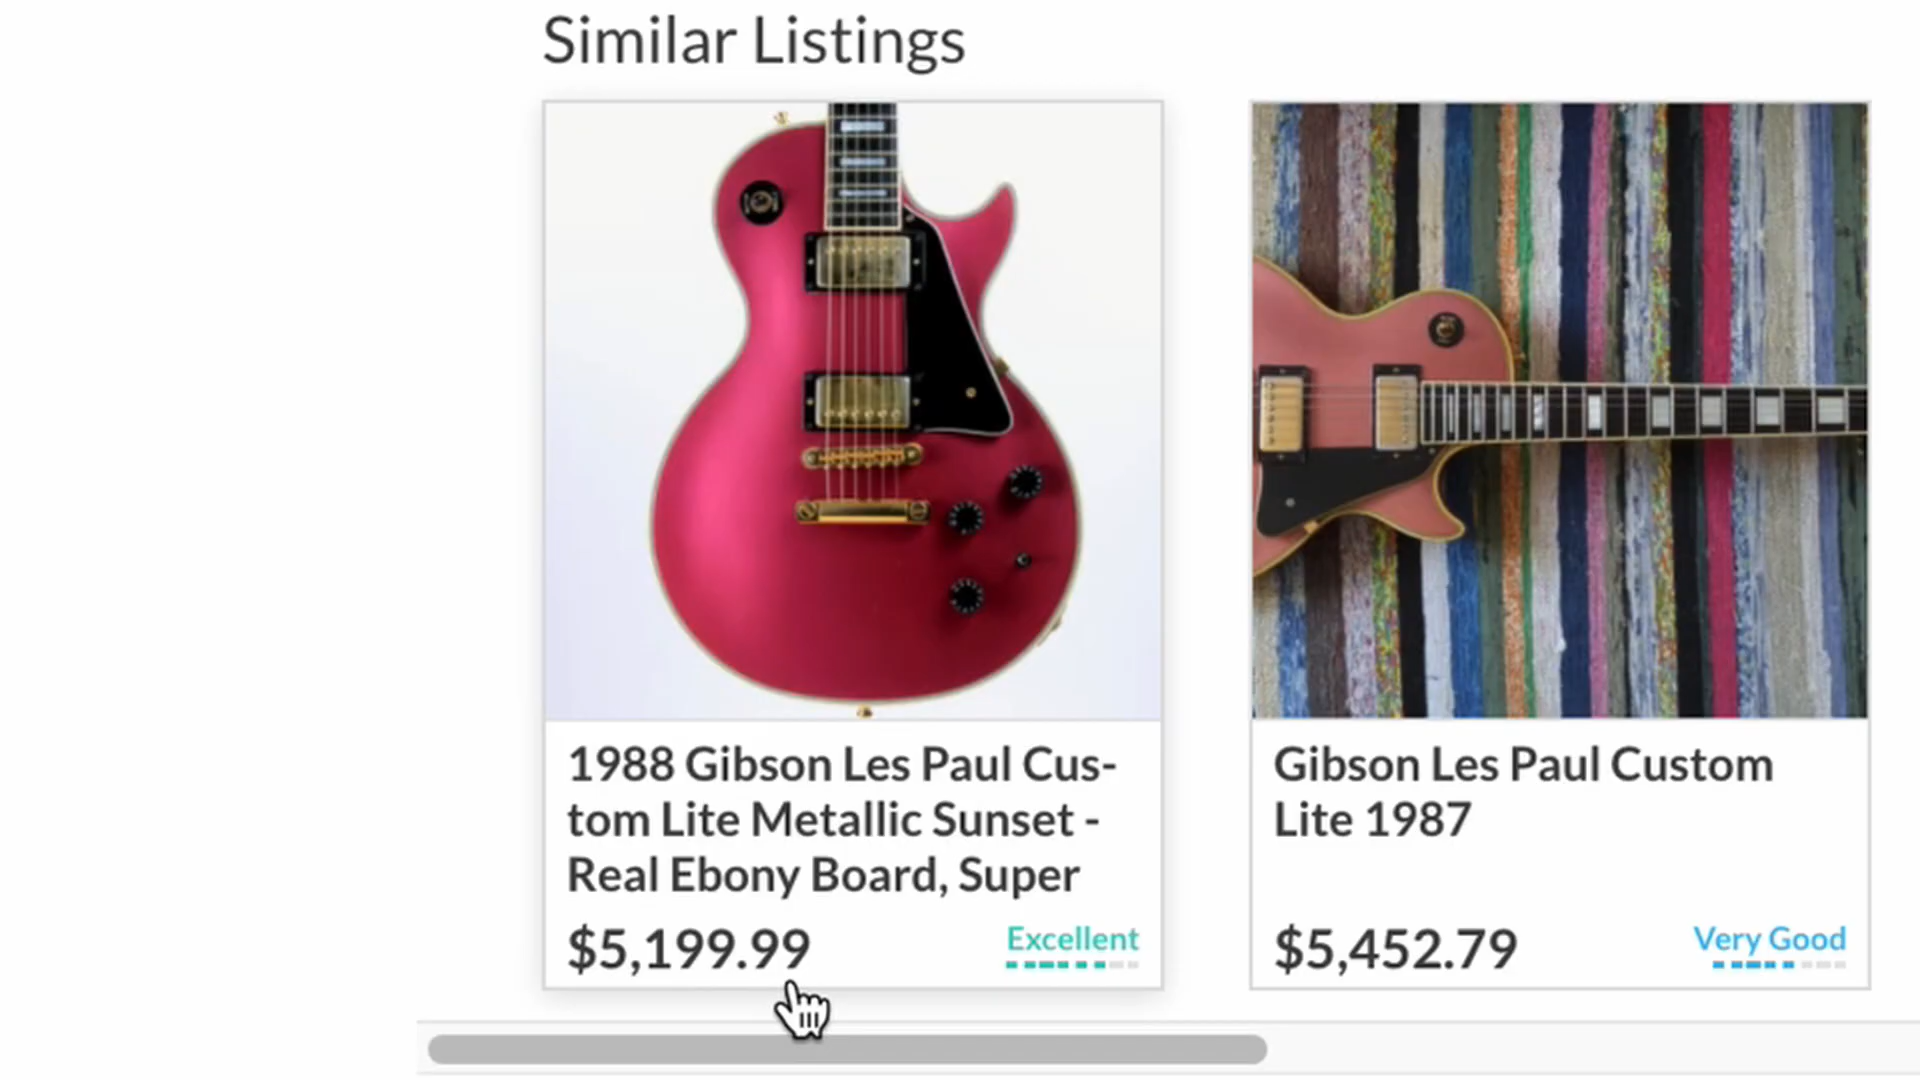 Similar Listings
1988 Gibson Les Paul Cus-
tom Lite Metallic Sunset -
Real Ebony Board, Super
$5,199.99
Excellent
Gibson Les Paul Custom
Lite 1987
$5,452.79
Very Good